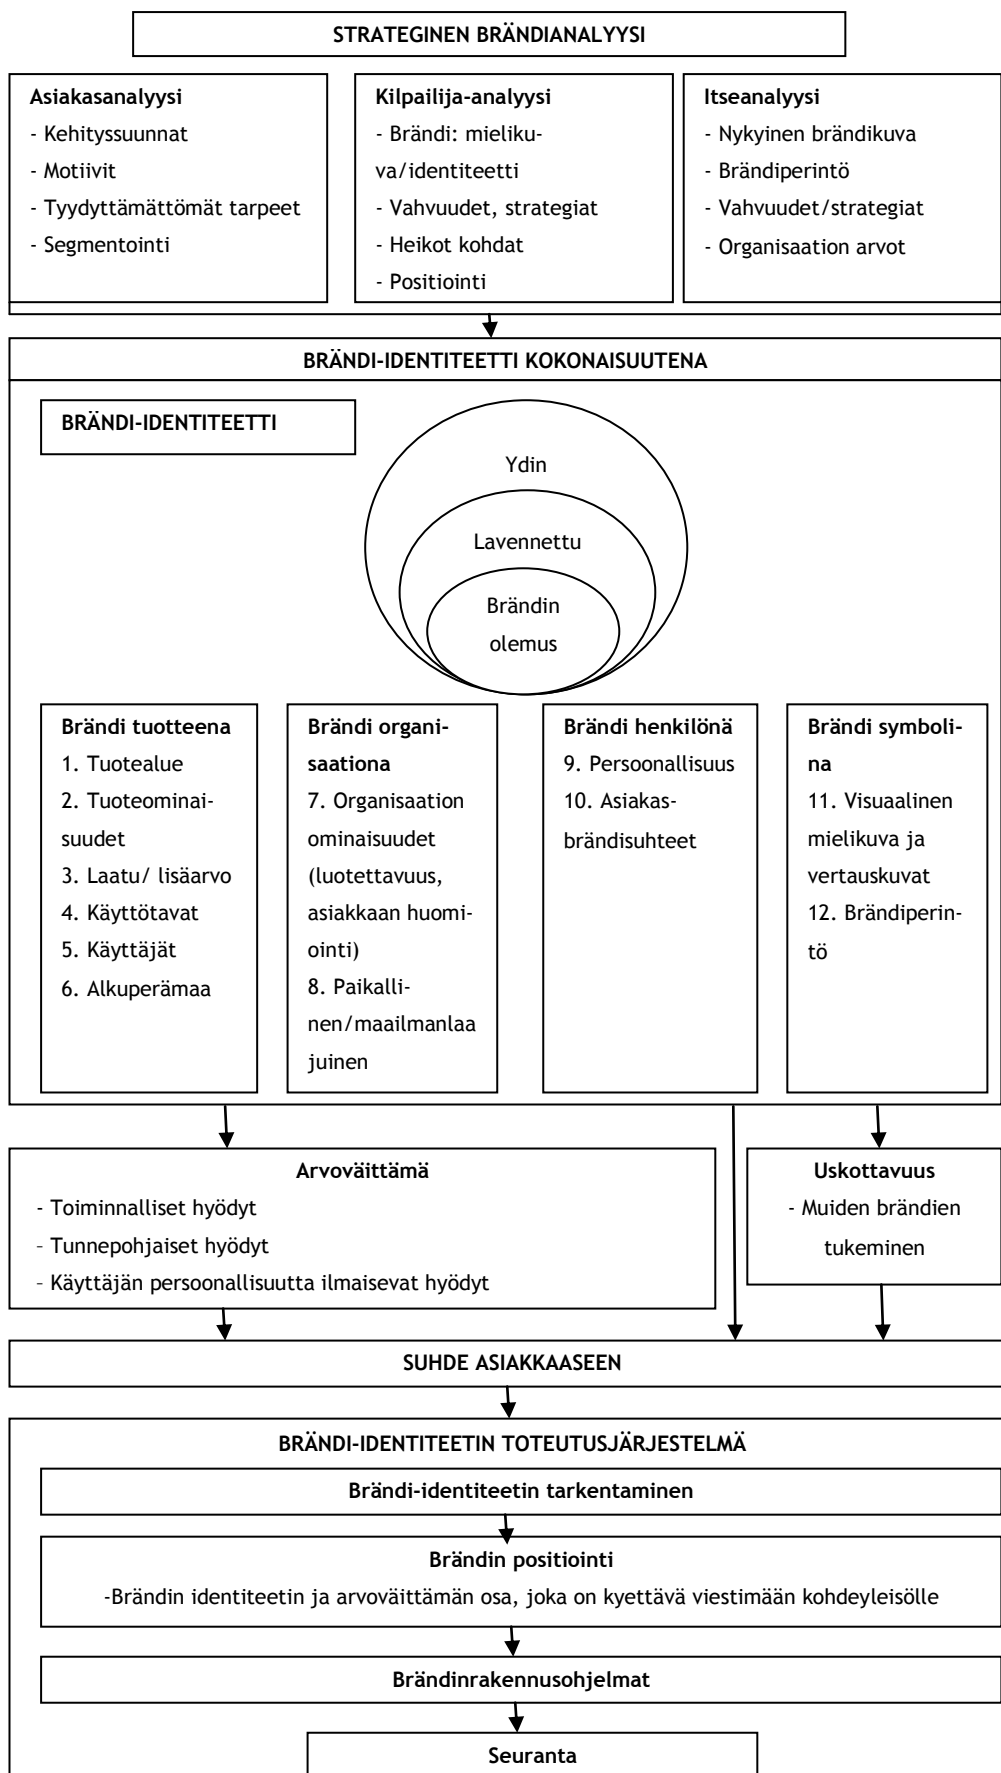 STRATEGINEN BRÄNDIANALYYSI
Asiakasanalyysi
- Kehityssuunnat
- Motiivit
- Tyydyttämättömät tarpeet
- Segmentointi
Kilpailija-analyysi
- Brändi: mieliku-
va/identiteetti
- Vahvuudet, strategiat
- Heikot kohdat
- Positiointi
Itseanalyysi
- Nykyinen brändikuva
- Brändiperintö
- Vahvuudet/strategiat
- Organisaation arvot
BRÄNDI-IDENTITEETTI KOKONAISUUTENA
BRÄNDI-IDENTITEETTI
Ydin
Lavennettu
Brändin
olemus
Brändi tuotteena
1. Tuotealue
2. Tuoteominai-
suudet
3. Laatu/ lisäarvo
4. Käyttötavat
5. Käyttäjät
6. Alkuperämaa
Brändi organi-
saationa
7. Organisaation
ominaisuudet
(luotettavuus,
asiakkaan huomi-
ointi)
8. Paikalli-
nen/maailmanlaa
juinen
Brändi henkilönä
9. Persoonallisuus
10. Asiakas-
brändisuhteet
Brändi symboli-
na
11. Visuaalinen
mielikuva ja
vertauskuvat
12. Brändiperin-
tö
Arvoväittämä
- Toiminnalliset hyödyt
- Tunnepohjaiset hyödyt
- Käyttäjän persoonallisuutta ilmaisevat hyödyt
Uskottavuus
- Muiden brändien
tukeminen
SUHDE ASIAKKAASEEN
BRÄNDI-IDENTITEETIN TOTEUTUSJÄRJESTELMÄ
Brändi-identiteetin tarkentaminen
Brändin positiointi
-Brändin identiteetin ja arvoväittämän osa, joka on kyettävä viestimään kohdeyleisölle
Brändinrakennusohjelmat
Seuranta